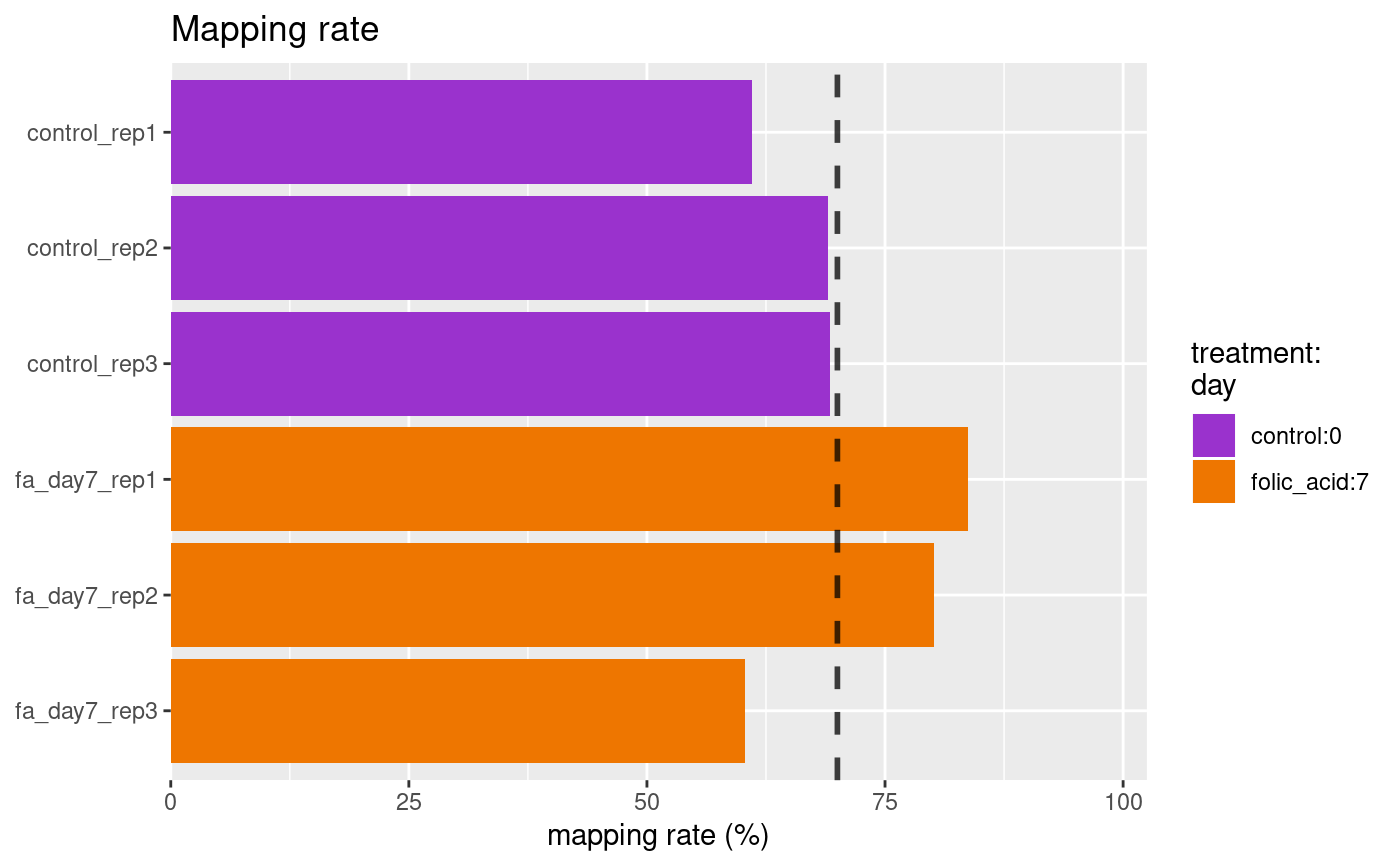 Mapping rate
control_rep1
control_rep2
control_rep3
fa_day7_rep1
fa_day7_rep2
fa_day7_rep3
0 25 50 75 100
mapping rate (%)
treatment:
day
control:0
folic_acid:7